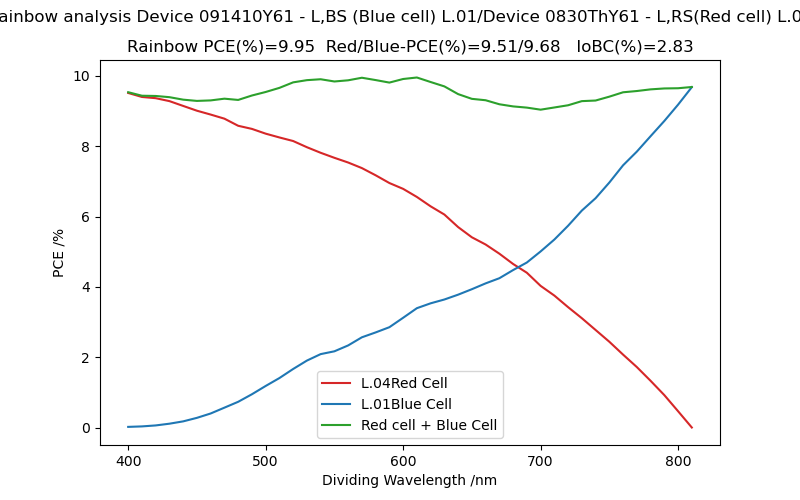 ainbow analysis Device 091410Y61 - L,BS (Blue cell) L.01/Device 0830ThY61 - L,RS(Red cell) L.0
Rainbow PCE(%)=9.95 Red/Blue-PCE(%)=9.51/9.68 IoBC(%)=2.83
10
8
6
4
2
0
PCE /%
L.04Red Cell
L.01Blue Cell
Red cell + Blue Cell
400 500 600 700 800
Dividing Wavelength /nm